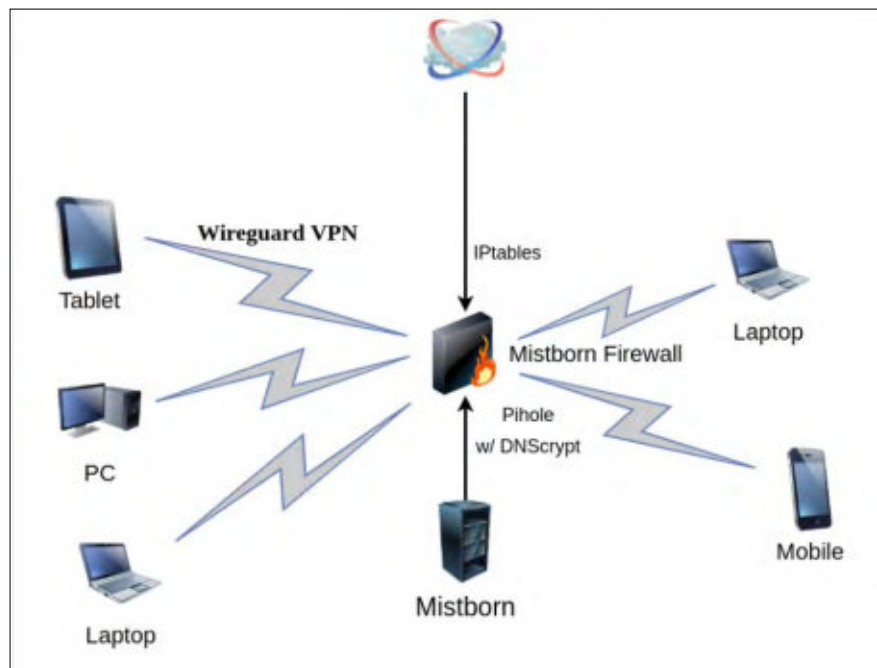 Wireguard VPN
IPtables
Tablet
Laptop
Mistborn Firewall
Pihole
w/ DNScrypt
PC
Mobile
Mistborn
Laptop